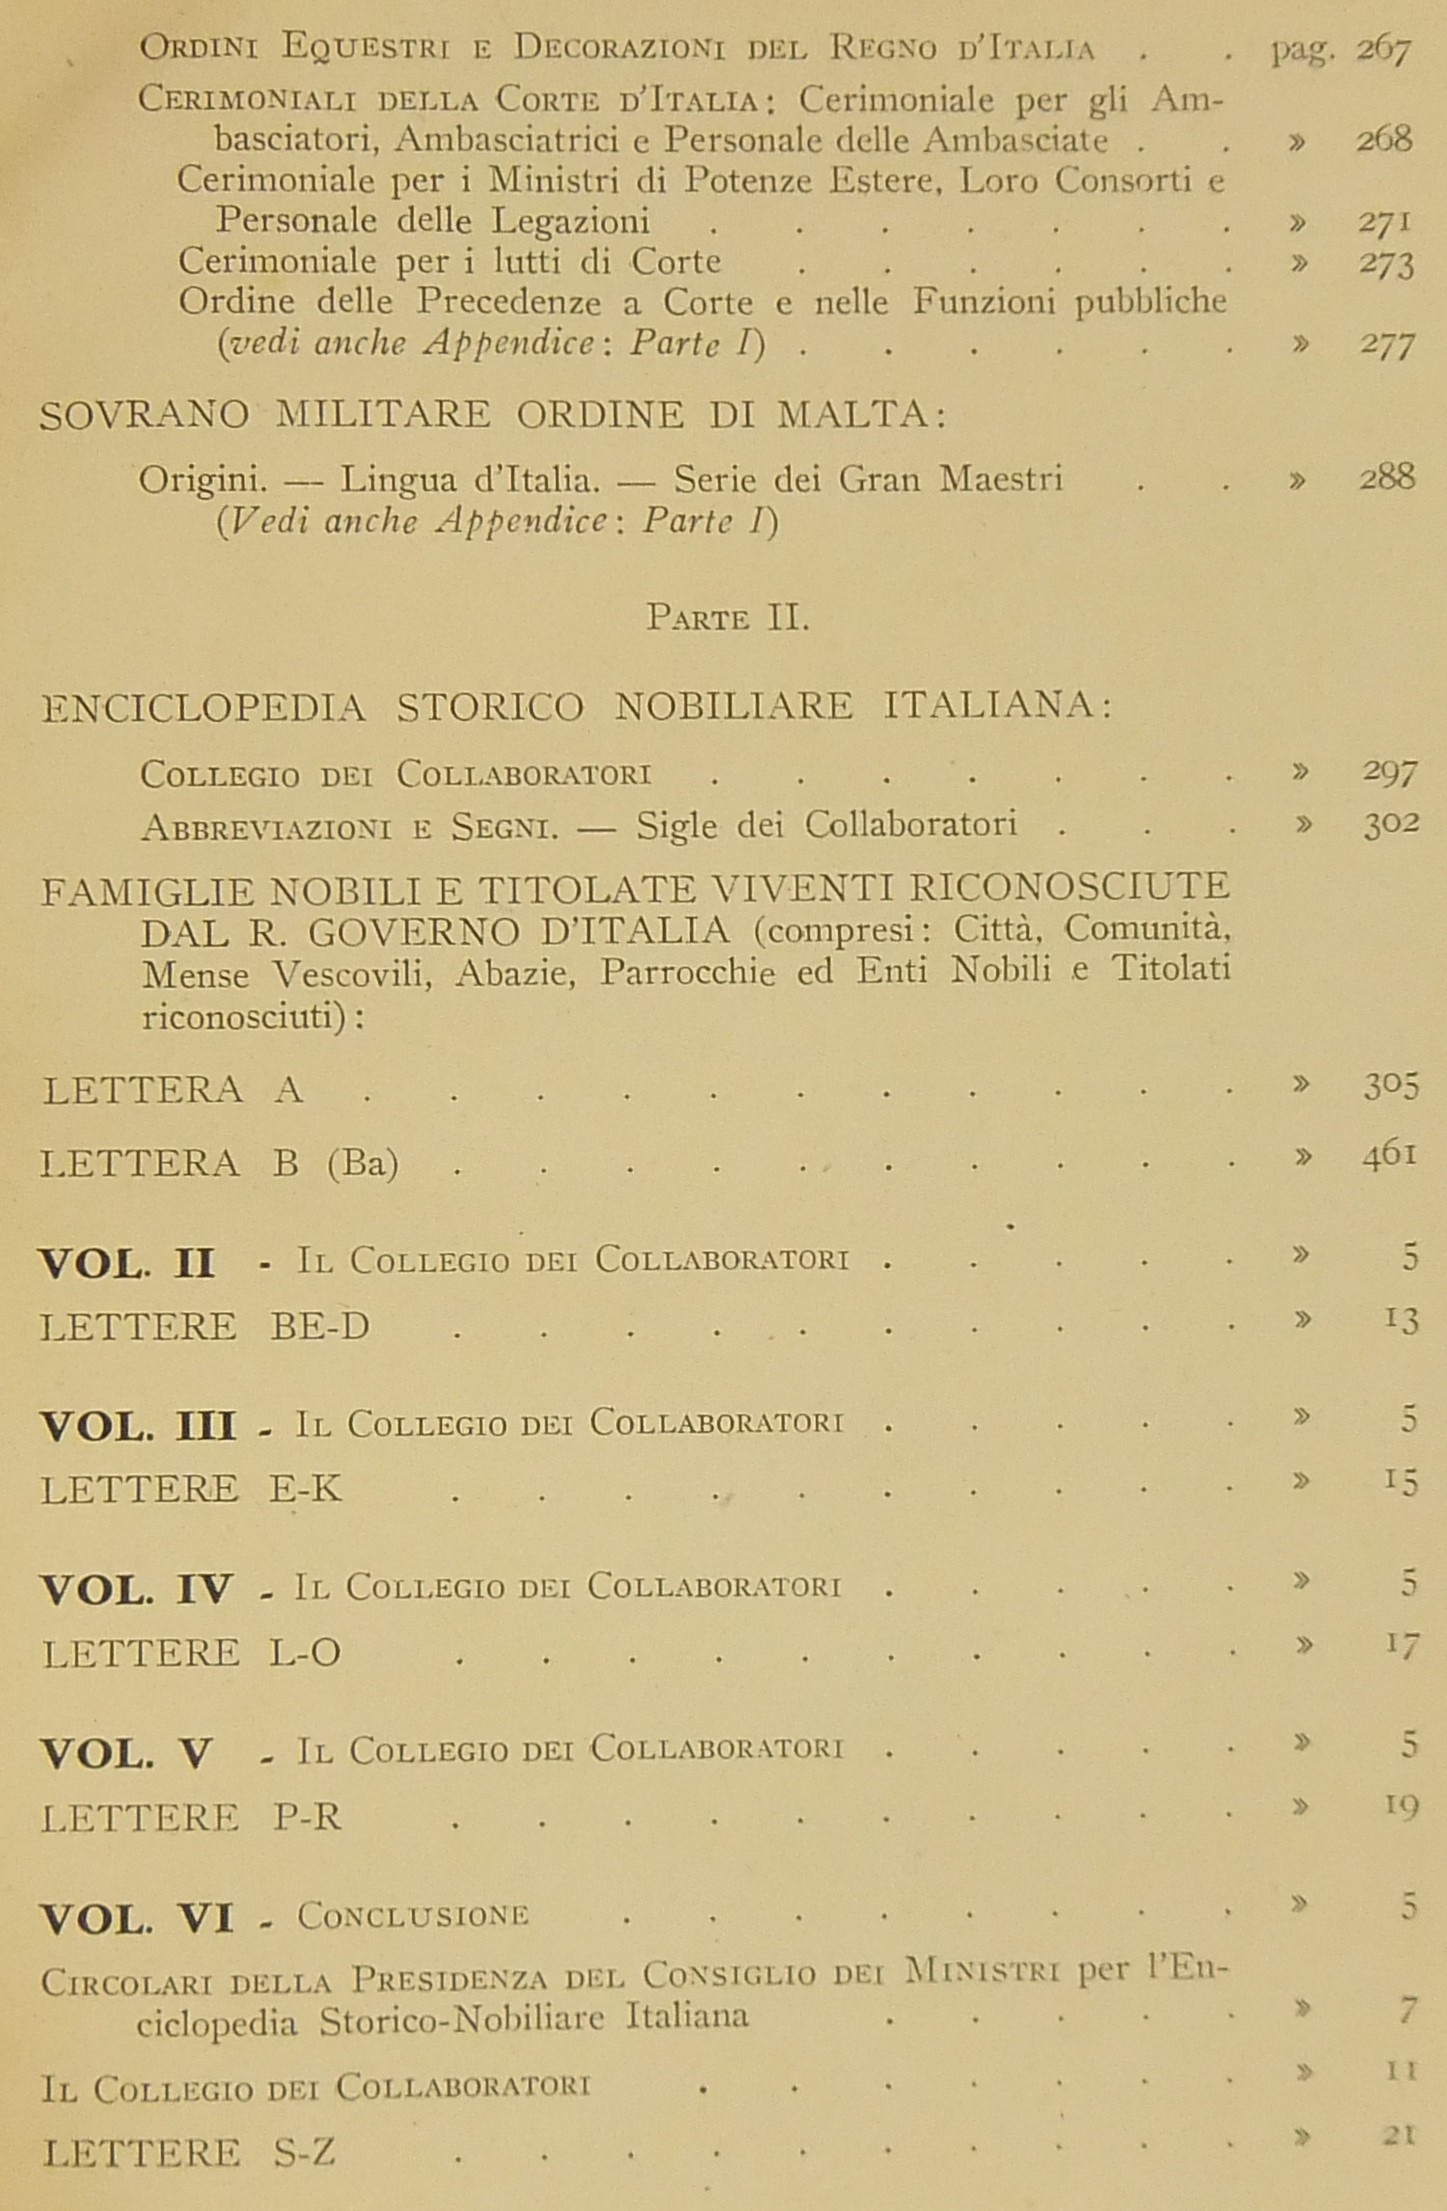 Ordini Equestri e Decorazioni del Regno d'Italia . . pag. 267
Cerimoniali della Corte d'Italia: Cerimoniale per gli Am-
basciatori, Ambasciatrici e Personale delle Ambasciate . . » 268
Cerimoniale per i Ministri di Potenze Estere, Loro Consorti e
Personale delle Legazioni . . . . . . . » 271
Cerimoniale per i lutti di Corte . . . . . . » 273
Ordine delle Precedenze a Corte e nelle Funzioni pubbliche
(vedi anche Appendice: Parte I) . . . . . . » 277
SOVRANO MILITARE ORDINE DI MALTA:
Origini. — Lingua d'Italia. — Serie dei Gran Maestri . . » 288
(Vedi anche Appendice: Parte I)
Parte II.
ENCICLOPEDIA STORICO NOBILIARE ITALIANA:
Collegio dei Collaboratori . . . . . . . » 297
Abbreviazioni e Segni. — Sigle dei Collaboratori . . . » 302
FAMIGLIE NOBILI E TITOLATE VIVENTI RICONOSCIUTE
DAL R. GOVERNO D'ITALIA (compresi: Città, Comunità,
Mense Vescovili, Abazie, Parrocchie ed Enti Nobili e Titolati
riconosciuti):
LETTERA A . . . . . . . . . . . » 305
LETTERA B (Ba) . . . . . . . . . . » 461
VOL. II - Il Collegio dei Collaboratori . . . . . » 5
LETTERE BE-D . . . . . . . . . . » 13
VOL. III - Il Collegio dei Collaboratori . . . . . » 5
LETTERE E-K . . . . . . . . . . » 15
VOL. IV - Il Collegio dei Collaboratori . . . . . » 5
LETTERE L-O . . . . . . . . . . » 17
VOL. V - Il Collegio dei Collaboratori . . . . . » 5
LETTERE P-R . . . . . . . . . . » 19
VOL. VI - Conclusione . . . . . . . . » 5
Circolari della Presidenza del Consiglio dei Ministri per l'En-
ciclopedia Storico-Nobiliare Italiana . . . . . » 7
Il Collegio dei Collaboratori . . . . . . . » 11
LETTERE S-Z . . . . . . . . . . » 21